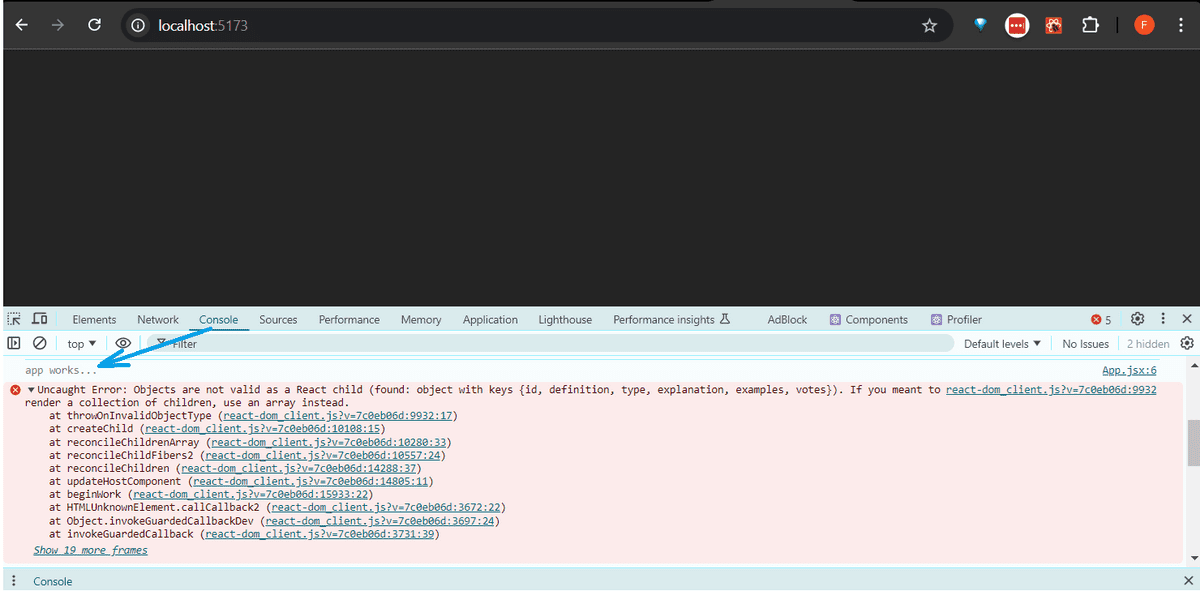 localhost:5173
F
Elements Network Console Sources Performance Memory Application Lighthouse Performance insights AdBlock Components Profiler 5
top Filter Default levels No Issues 2 hidden
app works... App.jsx:6
Uncaught Error: Objects are not valid as a React child (found: object with keys {id, definition, type, explanation, examples, votes}). If you meant to react-dom_client.js?v=7c0eb06d:9932
render a collection of children, use an array instead.
at throwOnInvalidObjectType (react-dom_client.js?v=7c0eb06d:9932:17)
at createChild (react-dom_client.js?v=7c0eb06d:10108:15)
at reconcileChildrenArray (react-dom_client.js?v=7c0eb06d:10280:33)
at reconcileChildFibers2 (react-dom_client.js?v=7c0eb06d:10557:24)
at reconcileChildren (react-dom_client.js?v=7c0eb06d:14288:37)
at updateHostComponent (react-dom_client.js?v=7c0eb06d:14805:11)
at beginWork (react-dom_client.js?v=7c0eb06d:15933:22)
at HTMLUnknownElement.callCallback2 (react-dom_client.js?v=7c0eb06d:3672:22)
at Object.invokeGuardedCallbackDev (react-dom_client.js?v=7c0eb06d:3697:24)
at invokeGuardedCallback (react-dom_client.js?v=7c0eb06d:3731:39)
Show 19 more frames
Console